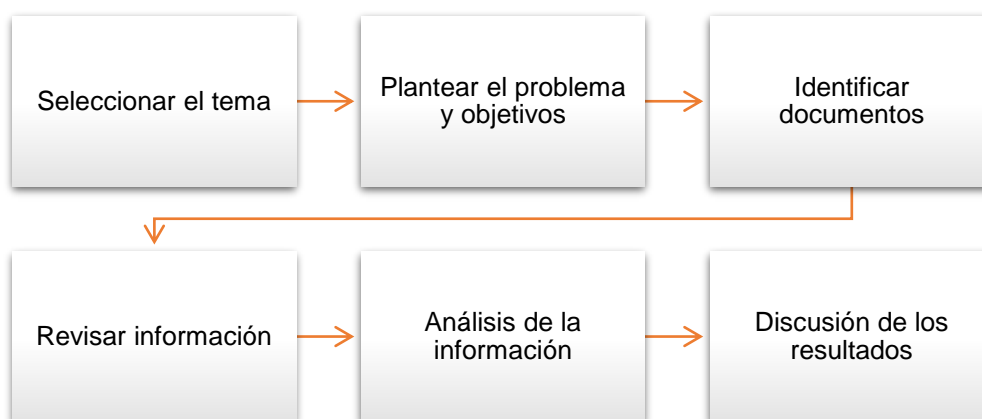 Seleccionar el tema
Plantear el problema
y objetivos
Identificar
documentos
Revisar información
Análisis de la
información
Discusión de los
resultados